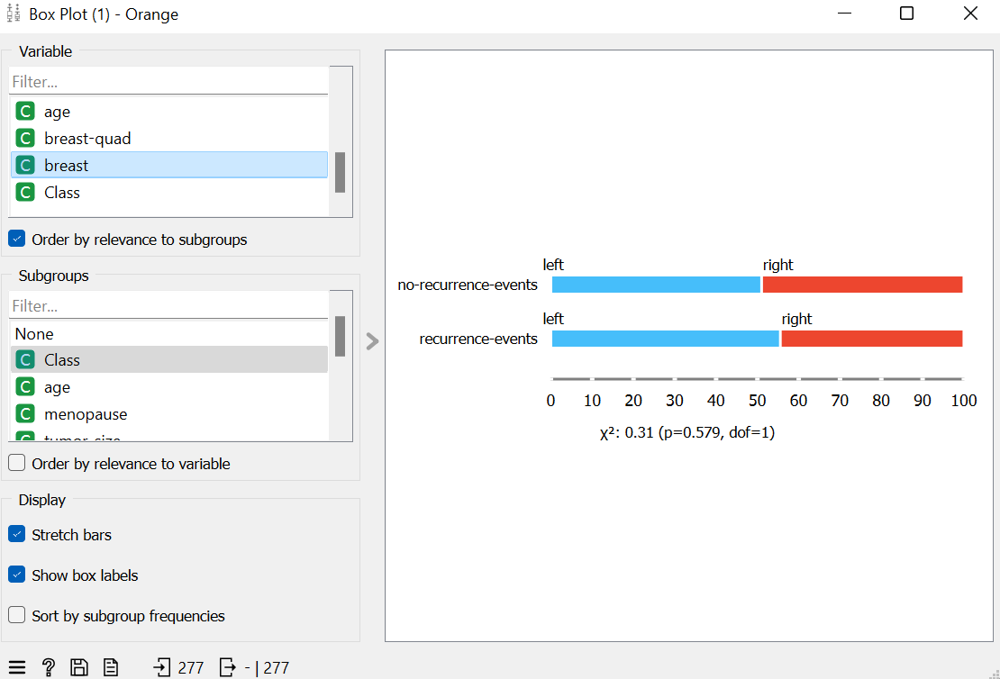 Box Plot (1) - Orange
Variable
Filter...
C age
C breast-quad
C breast
C Class
Order by relevance to subgroups
Subgroups
Filter...
None
C Class
C age
C menopause
C tumor-size
Order by relevance to variable
Display
Stretch bars
Show box labels
Sort by subgroup frequencies
? 277 - | 277
left right
no-recurrence-events
left right
recurrence-events
0 10 20 30 40 50 60 70 80 90 100
χ²: 0.31 (p=0.579, dof=1)